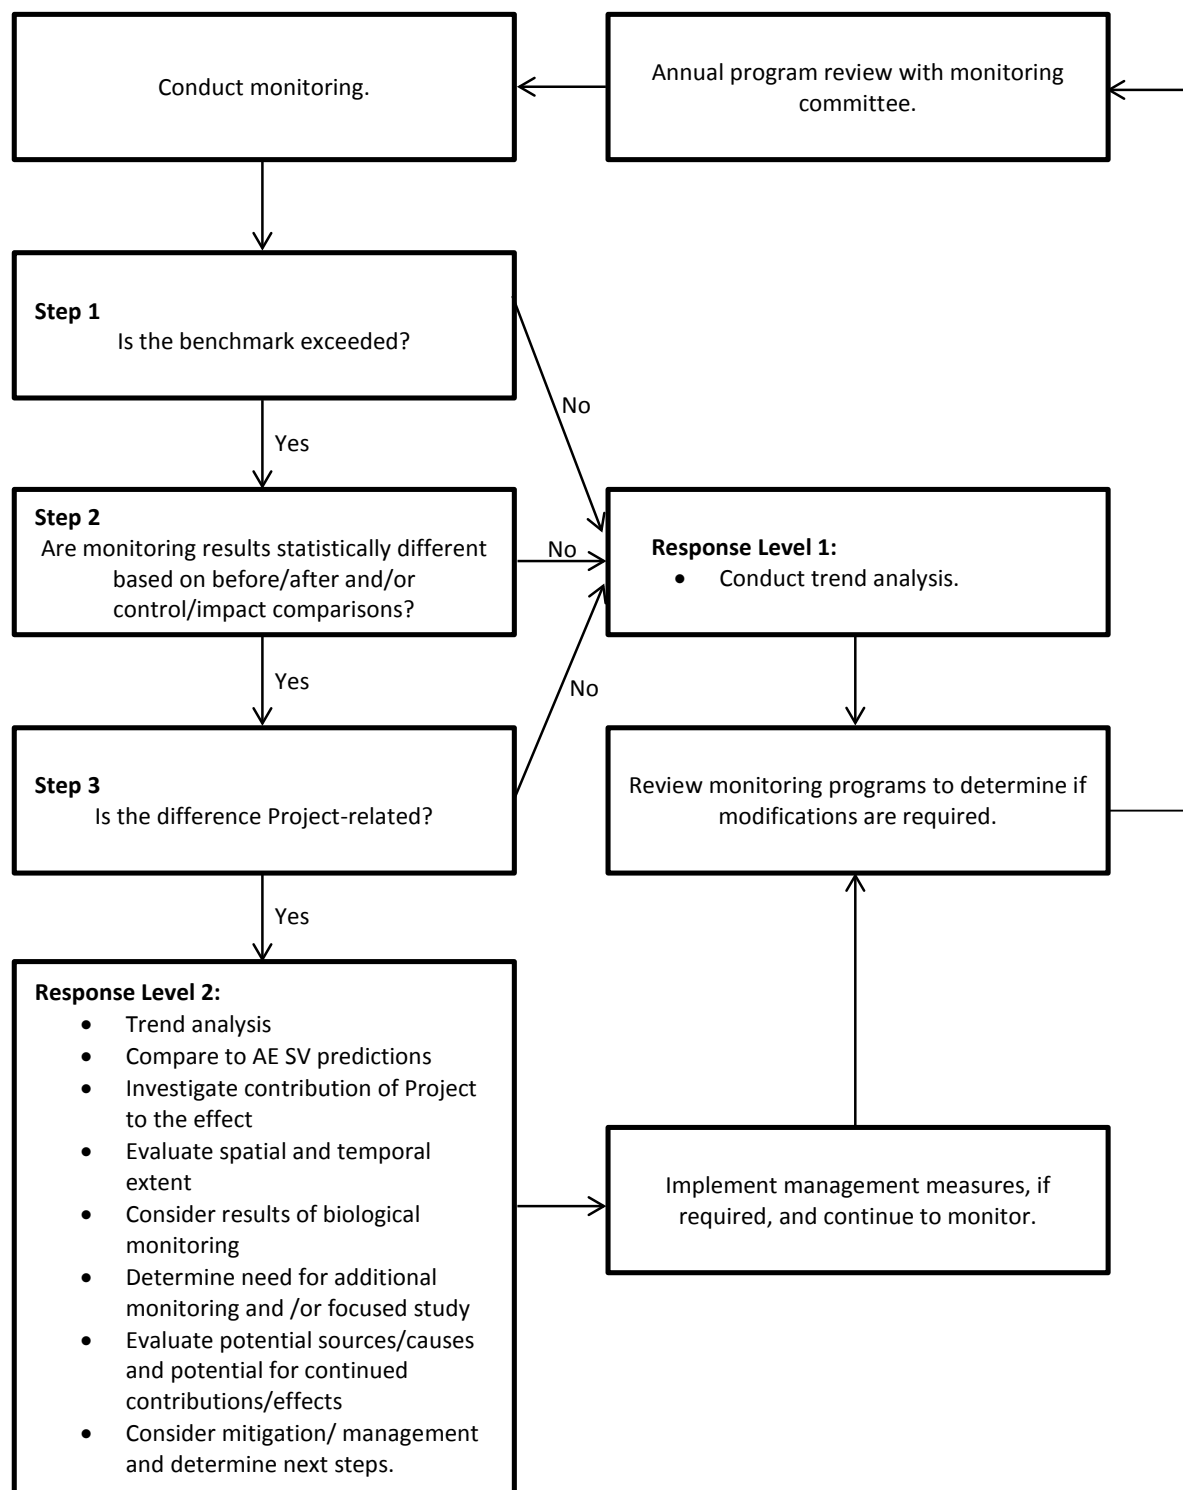 Conduct monitoring.
Annual program review with monitoring
committee.
Step 1
Is the benchmark exceeded?
No
Yes
Step 2
Are monitoring results statistically different
based on before/after and/or
control/impact comparisons?
No
Response Level 1:
• Conduct trend analysis.
Yes
No
Step 3
Is the difference Project-related?
Review monitoring programs to determine if
modifications are required.
Yes
Response Level 2:
• Trend analysis
• Compare to AE SV predictions
• Investigate contribution of Project
to the effect
• Evaluate spatial and temporal
extent
• Consider results of biological
monitoring
• Determine need for additional
monitoring and /or focused study
• Evaluate potential sources/causes
and potential for continued
contributions/effects
• Consider mitigation/ management
and determine next steps.
Implement management measures, if
required, and continue to monitor.